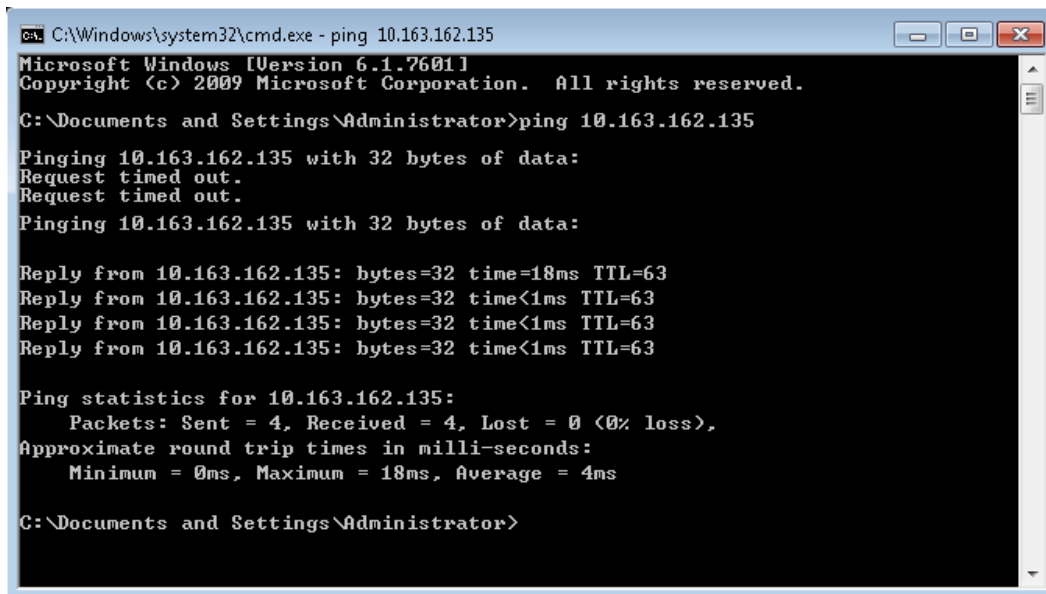 C:\Windows\system32\cmd.exe - ping 10.163.162.135
Microsoft Windows [Version 6.1.7601]
Copyright (c) 2009 Microsoft Corporation. All rights reserved.
C:\Documents and Settings\Administrator>ping 10.163.162.135
Pinging 10.163.162.135 with 32 bytes of data:
Request timed out.
Request timed out.
Pinging 10.163.162.135 with 32 bytes of data:
Reply from 10.163.162.135: bytes=32 time=18ms TTL=63
Reply from 10.163.162.135: bytes=32 time<1ms TTL=63
Reply from 10.163.162.135: bytes=32 time<1ms TTL=63
Reply from 10.163.162.135: bytes=32 time<1ms TTL=63
Ping statistics for 10.163.162.135:
Packets: Sent = 4, Received = 4, Lost = 0 (0% loss),
Approximate round trip times in milli-seconds:
Minimum = 0ms, Maximum = 18ms, Average = 4ms
C:\Documents and Settings\Administrator>